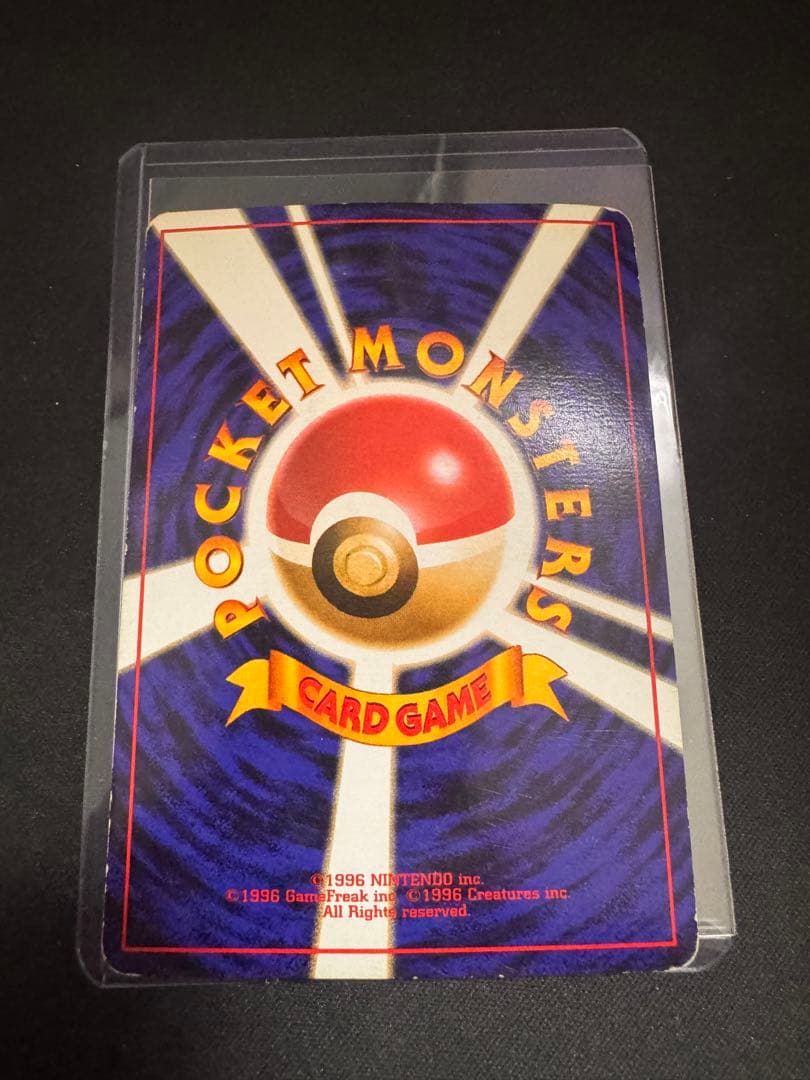 POCKET MONSTERS
CARD GAME
©1996 NINTENDO inc.
©1996 GameFreak inc. ©1996 Creatures inc.
All Rights reserved.